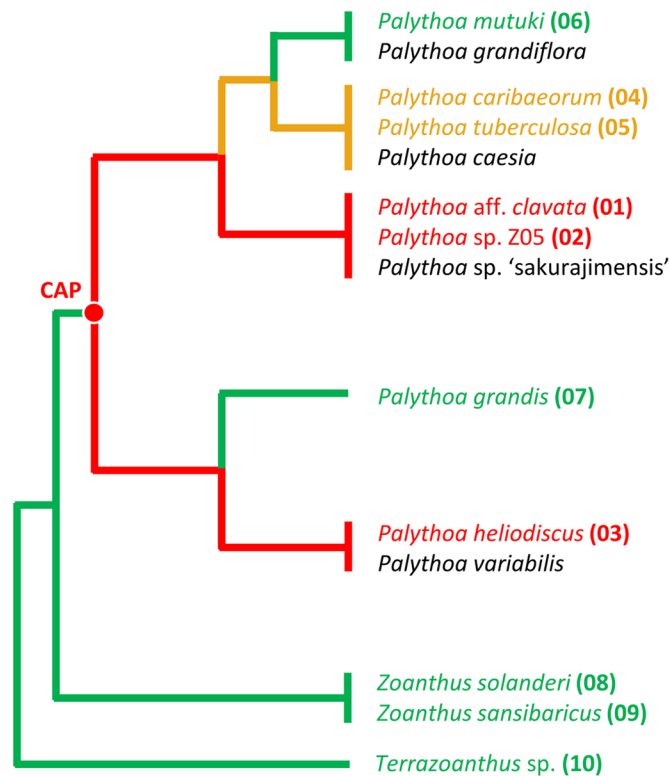 Palythoa mutuki (06)
Palythoa grandiflora
Palythoa caribaeorum (04)
Palythoa tuberculosa (05)
Palythoa caesia
Palythoa aff. clavata (01)
Palythoa sp. Z05 (02)
Palythoa sp. ‘sakurajimensis’
CAP
Palythoa grandis (07)
Palythoa heliodiscus (03)
Palythoa variabilis
Zoanthus solanderi (08)
Zoanthus sansibaricus (09)
Terrazoanthus sp. (10)